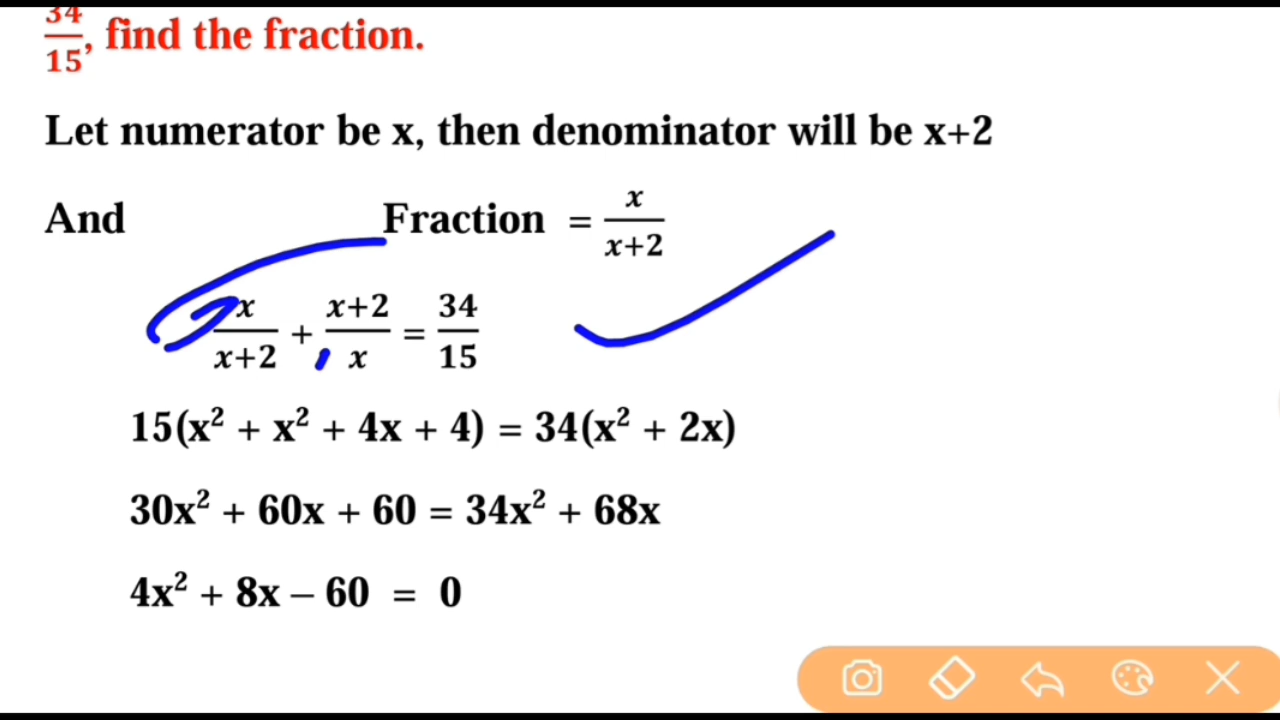 34/15, find the fraction.
Let numerator be x, then denominator will be x+2
And Fraction = x/(x+2)
x/(x+2) + (x+2)/x = 34/15
15(x² + x² + 4x + 4) = 34(x² + 2x)
30x² + 60x + 60 = 34x² + 68x
4x² + 8x – 60 = 0